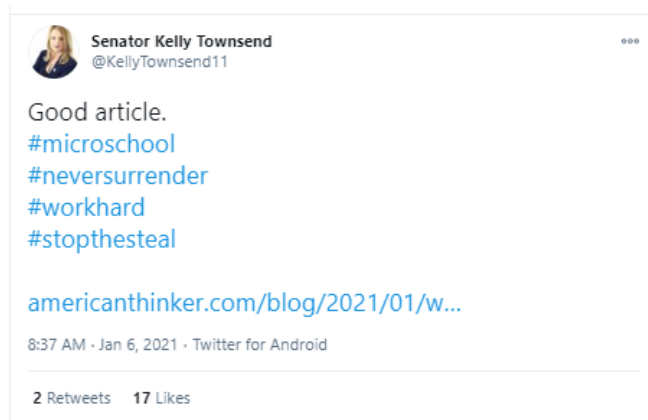 Senator Kelly Townsend
@KellyTownsend11
Good article.
#microschool
#neversurrender
#workhard
#stopthesteal
americanthinker.com/blog/2021/01/w...
8:37 AM · Jan 6, 2021 · Twitter for Android
2 Retweets 17 Likes